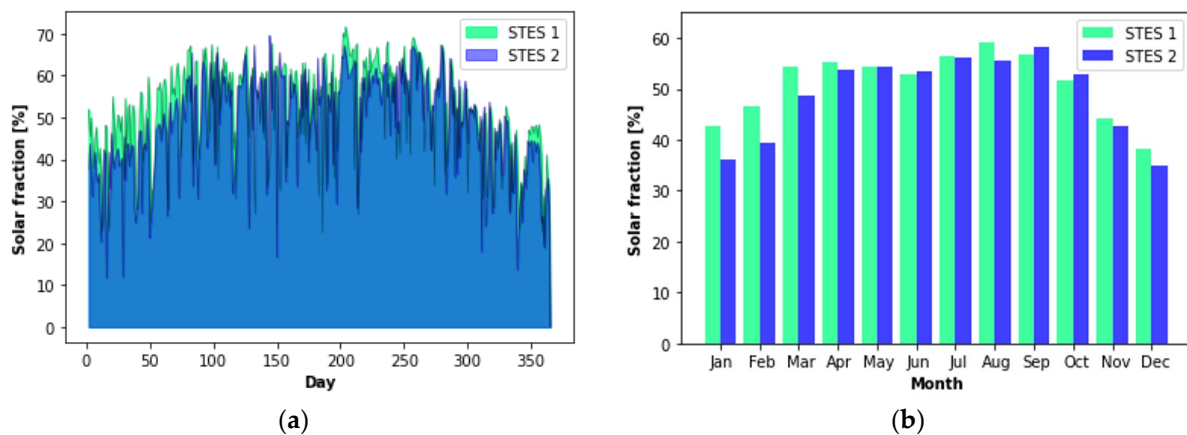 Solar fraction [%]
70
60
50
40
30
20
10
0
STES 1
STES 2
0 50 100 150 200 250 300 350
Day
(a)
Solar fraction [%]
60
50
40
30
20
10
0
STES 1
STES 2
Jan Feb Mar Apr May Jun Jul Aug Sep Oct Nov Dec
Month
(b)